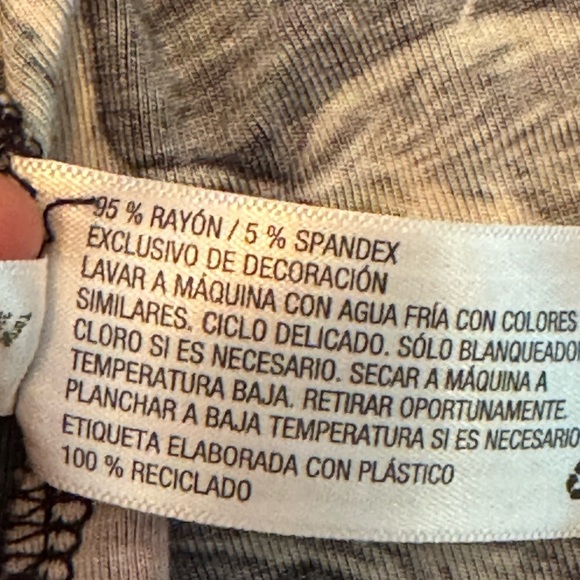 95 % RAYÓN / 5 % SPANDEX
EXCLUSIVO DE DECORACIÓN
LAVAR A MÁQUINA CON AGUA FRÍA CON COLORES
SIMILARES. CICLO DELICADO. SÓLO BLANQUEADOR
CLORO SI ES NECESARIO. SECAR A MÁQUINA A
TEMPERATURA BAJA. RETIRAR OPORTUNAMENTE.
PLANCHAR A BAJA TEMPERATURA SI ES NECESARIO
ETIQUETA ELABORADA CON PLÁSTICO
100 % RECICLADO